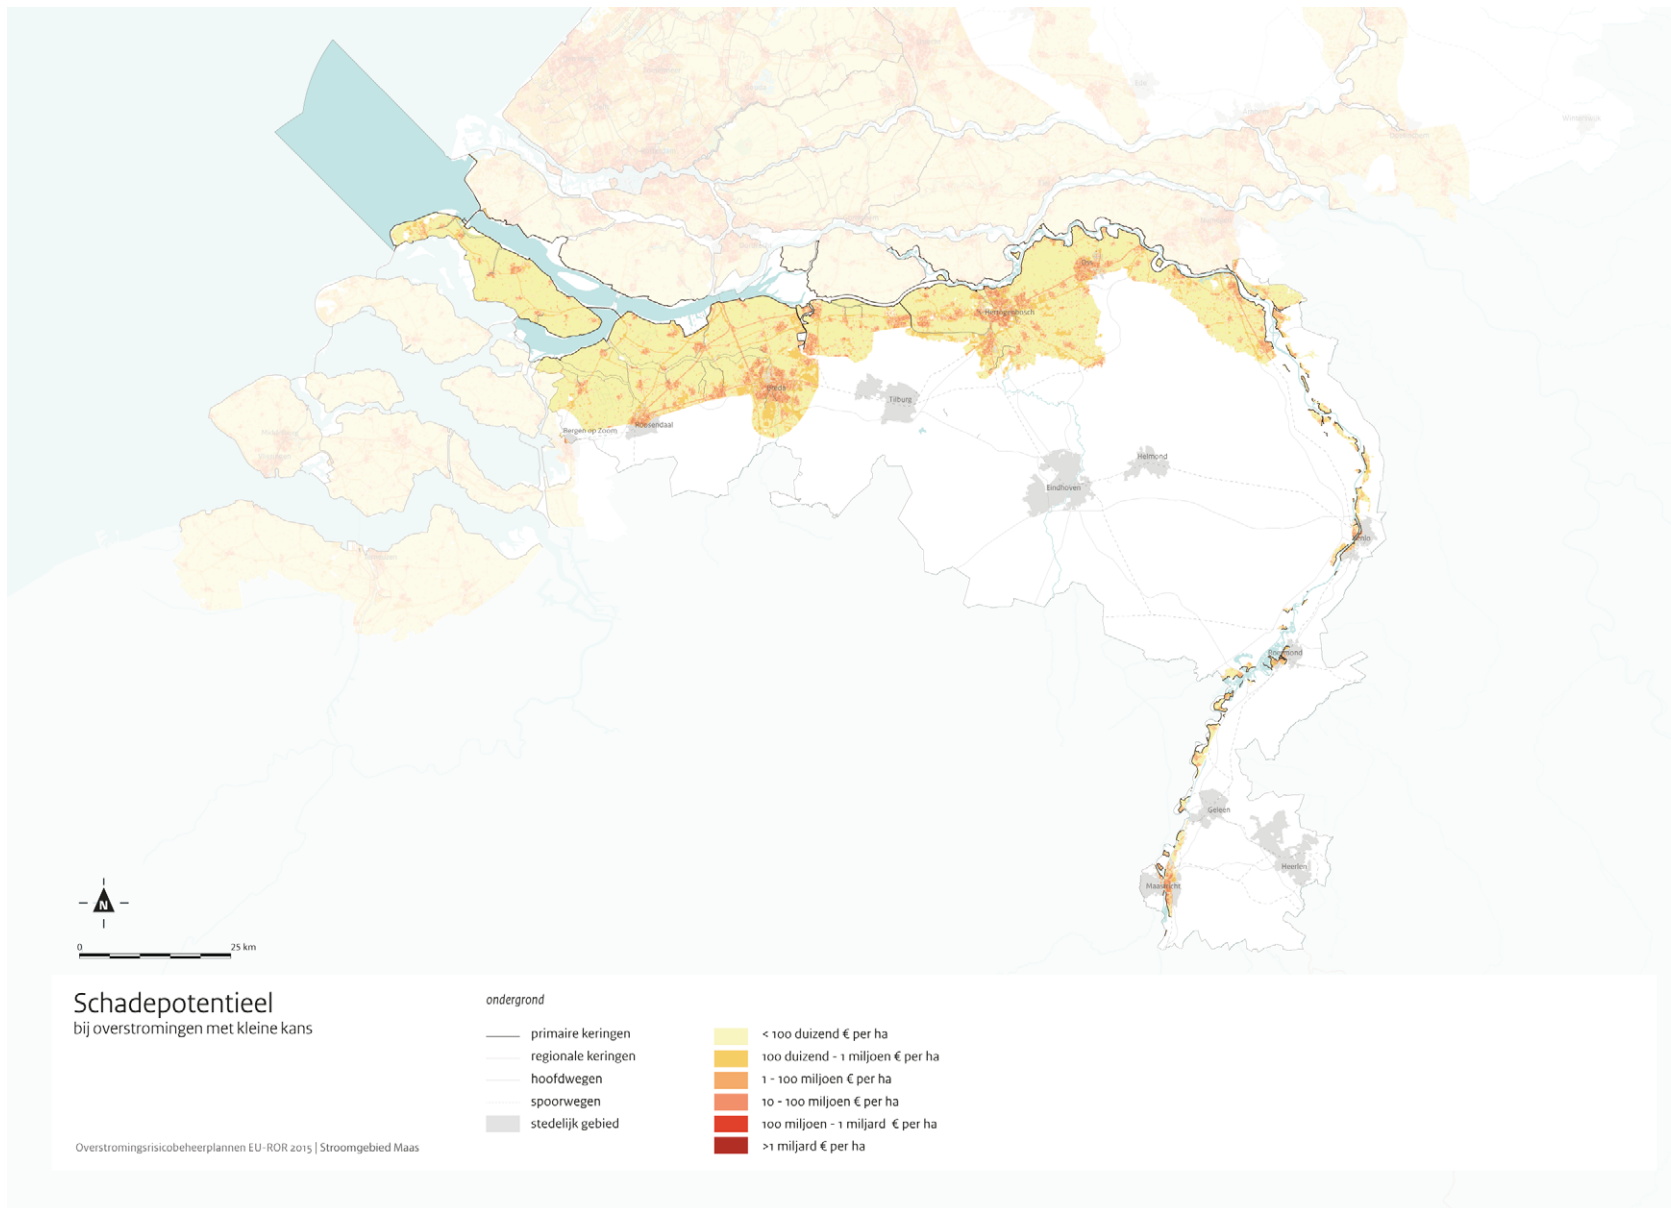 Winterswijk
Oss
's-Hertogenbosch
Breda
Tilburg
Bergen op Zoom
Roosendaal
Helmond
Eindhoven
Venlo
Roermond
Geleen
Heerlen
Maastricht
N
0 25 km
Schadepotentieel
bij overstromingen met kleine kans
ondergrond
primaire keringen
regionale keringen
hoofdwegen
spoorwegen
stedelijk gebied
< 100 duizend € per ha
100 duizend - 1 miljoen € per ha
1 - 100 miljoen € per ha
10 - 100 miljoen € per ha
100 miljoen - 1 miljard € per ha
>1 miljard € per ha
Overstromingsrisicobeheerplannen EU-ROR 2015 | Stroomgebied Maas